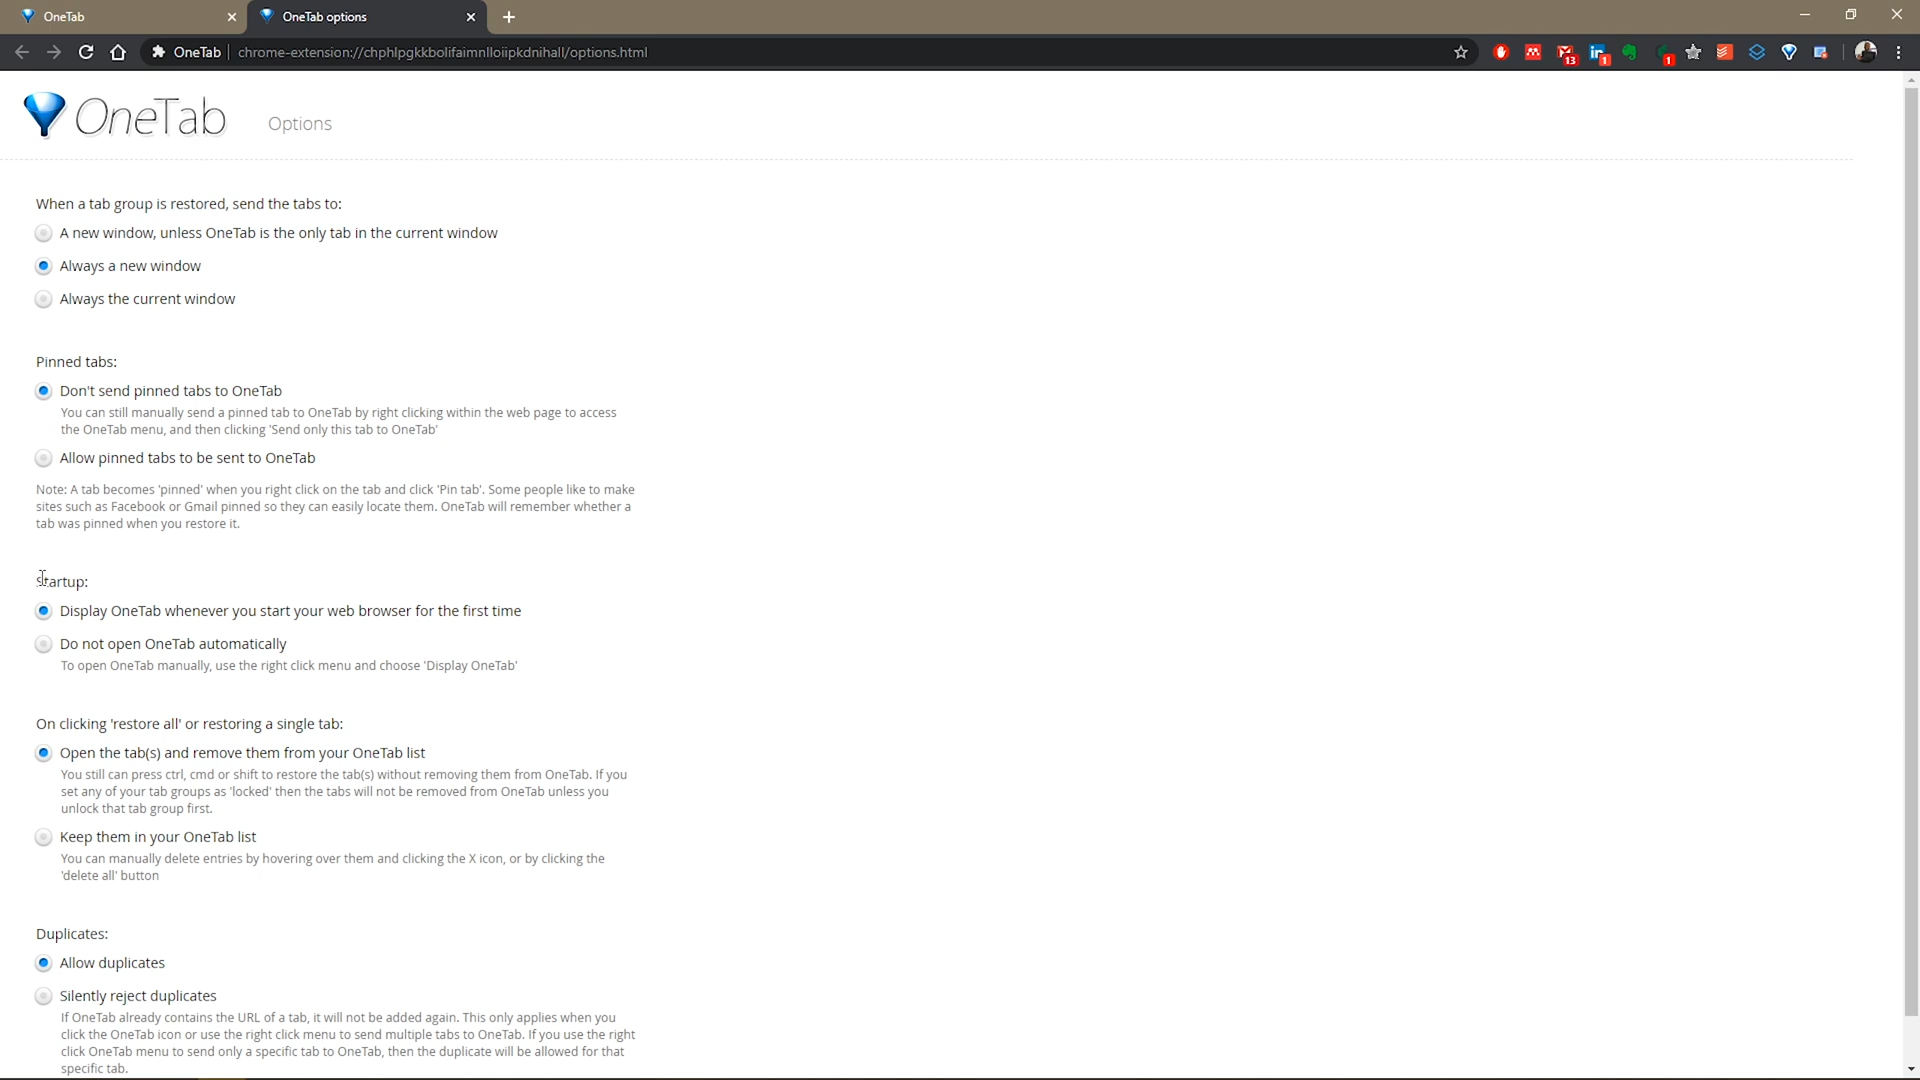 OneTab
OneTab options
OneTab
chrome-extension://chphlpgkkbolifaimnlloiipkdnihall/options.html
13
1
1
OneTab
Options
When a tab group is restored, send the tabs to:
A new window, unless OneTab is the only tab in the current window
Always a new window
Always the current window
Pinned tabs:
Don't send pinned tabs to OneTab
You can still manually send a pinned tab to OneTab by right clicking within the web page to access
the OneTab menu, and then clicking 'Send only this tab to OneTab'
Allow pinned tabs to be sent to OneTab
Note: A tab becomes 'pinned' when you right click on the tab and click 'Pin tab'. Some people like to make
sites such as Facebook or Gmail pinned so they can easily locate them. OneTab will remember whether a
tab was pinned when you restore it.
Startup:
Display OneTab whenever you start your web browser for the first time
Do not open OneTab automatically
To open OneTab manually, use the right click menu and choose 'Display OneTab'
On clicking 'restore all' or restoring a single tab:
Open the tab(s) and remove them from your OneTab list
You still can press ctrl, cmd or shift to restore the tab(s) without removing them from OneTab. If you
set any of your tab groups as 'locked' then the tabs will not be removed from OneTab unless you
unlock that tab group first.
Keep them in your OneTab list
You can manually delete entries by hovering over them and clicking the X icon, or by clicking the
'delete all' button
Duplicates:
Allow duplicates
Silently reject duplicates
If OneTab already contains the URL of a tab, it will not be added again. This only applies when you
click the OneTab icon or use the right click menu to send multiple tabs to OneTab. If you use the right
click OneTab menu to send only a specific tab to OneTab, then the duplicate will be allowed for that
specific tab.